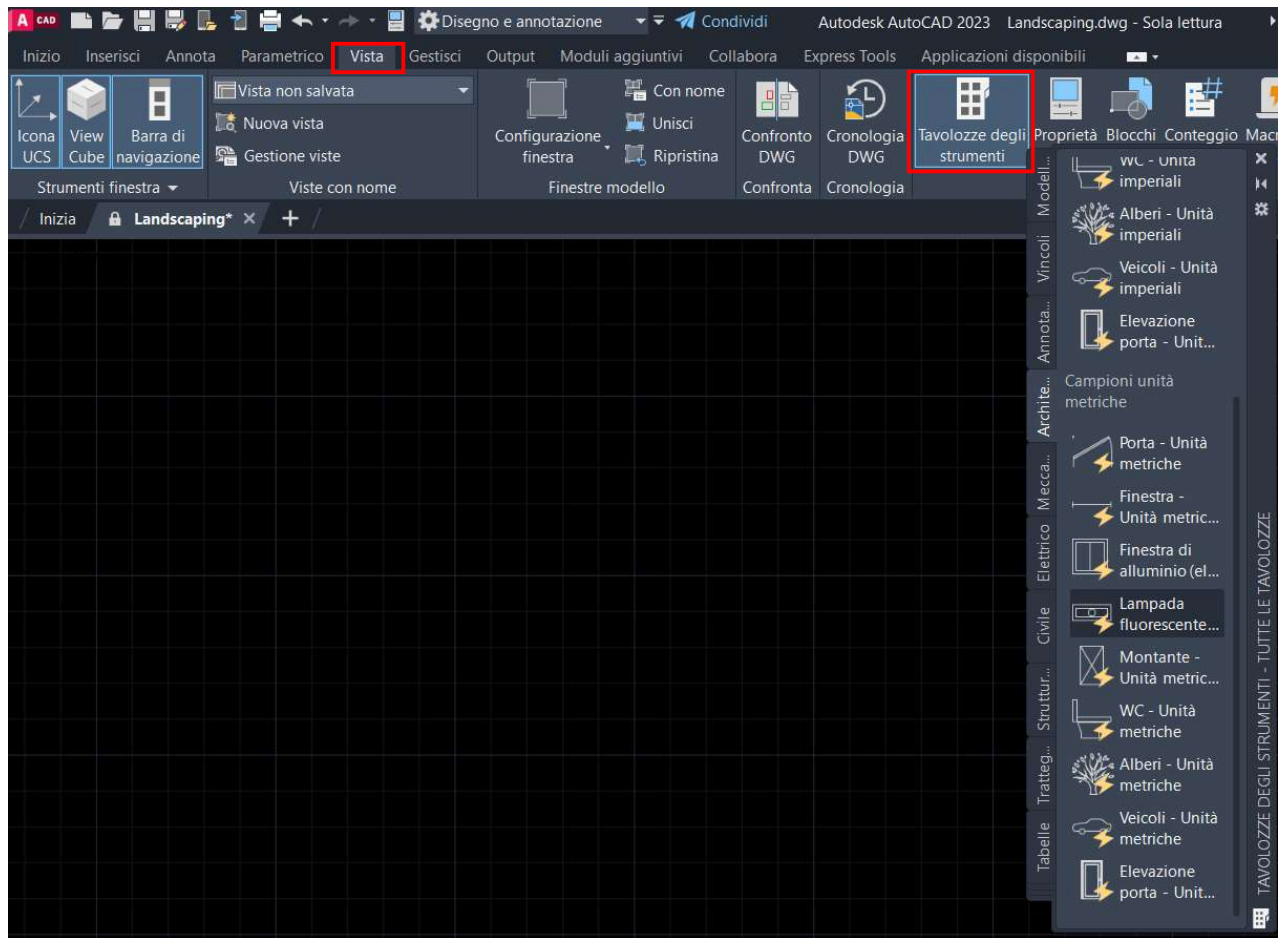 A CAD
Disegno e annotazione
Condividi
Autodesk AutoCAD 2023 Landscaping.dwg - Sola lettura
Inizio Inserisci Annota Parametrico Vista Gestisci Output Moduli aggiuntivi Collabora Express Tools Applicazioni disponibili
Icona
UCS
View
Cube
Barra di
navigazione
Strumenti finestra
Vista non salvata
Nuova vista
Gestione viste
Viste con nome
Configurazione
finestra
Con nome
Unisci
Ripristina
Finestre modello
Confronto
DWG
Confronta
Cronologia
DWG
Cronologia
Tavolozze degli
strumenti
Proprietà
Blocchi
Conteggio
Macr
Inizia
Landscaping*
Modell...
Vincoli
Annota...
Archite...
Mecca...
Elettrico
Civile
Struttur...
Tratteg...
Tabelle
WC - Unità
imperiali
Alberi - Unità
imperiali
Veicoli - Unità
imperiali
Elevazione
porta - Unit...
Campioni unità
metriche
Porta - Unità
metriche
Finestra -
Unità metric...
Finestra di
alluminio (el...
Lampada
fluorescente...
Montante -
Unità metric...
WC - Unità
metriche
Alberi - Unità
metriche
Veicoli - Unità
metriche
Elevazione
porta - Unit...
TAVOLOZZE DEGLI STRUMENTI - TUTTE LE TAVOLOZZE